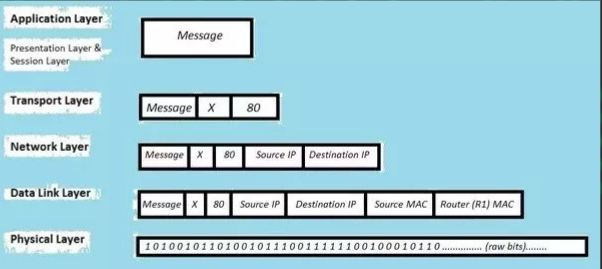 Application Layer
Message
Presentation Layer &
Session Layer
Transport Layer
Message X 80
Network Layer
Message X 80 Source IP Destination IP
Data Link Layer
Message X 80 Source IP Destination IP Source MAC Router (R1) MAC
Physical Layer
1 0 1 0 0 1 0 1 1 0 1 0 0 1 0 1 1 1 0 0 1 1 1 1 1 1 0 0 1 0 0 0 1 0 1 1 0 ............... (raw bits)........